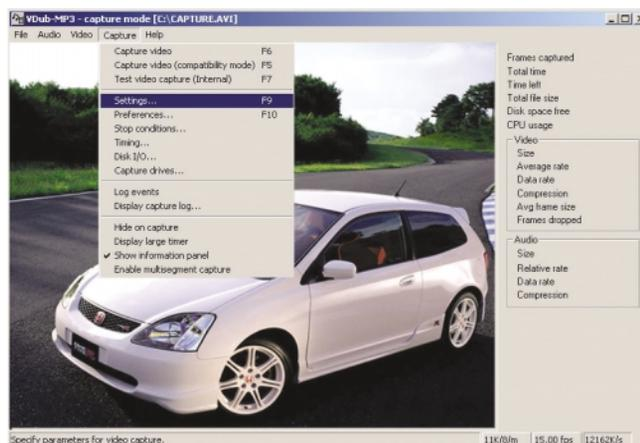 VDub-MP3 - capture mode [C:\CAPTURE.AVI]
File Audio Video Capture Help
Capture video F6
Capture video (compatibility mode) F5
Test video capture (Internal) F7
Settings... F9
Preferences... F10
Stop conditions...
Timing...
Disk I/O...
Capture drives...
Log events
Display capture log...
Hide on capture
Display large timer
Show information panel
Enable multisegment capture
Frames captured
Total time
Time left
Total file size
Disk space free
CPU usage
Video
Size
Average rate
Data rate
Compression
Avg frame size
Frames dropped
Audio
Size
Relative rate
Data rate
Compression
Specify parameters for video capture.
15.00 fps 12162K/s